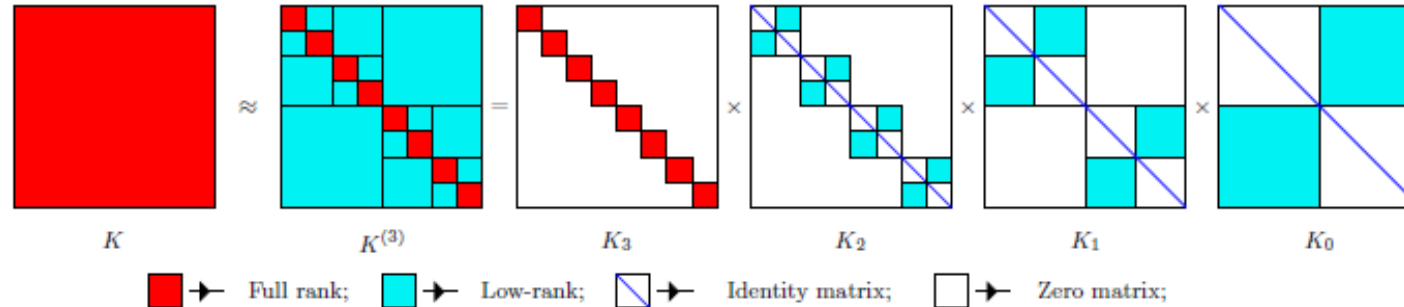 ≈ = × × ×
K K^{(3)} K_3 K_2 K_1 K_0
Full rank; Low-rank; Identity matrix; Zero matrix;